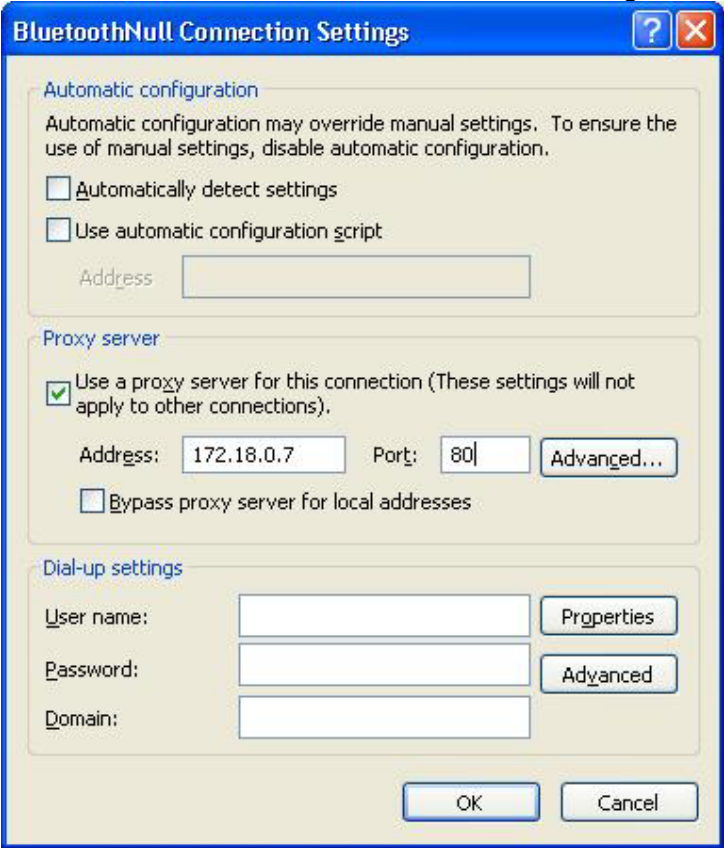 BluetoothNull Connection Settings
Automatic configuration
Automatic configuration may override manual settings. To ensure the
use of manual settings, disable automatic configuration.
Automatically detect settings
Use automatic configuration script
Address
Proxy server
Use a proxy server for this connection (These settings will not
apply to other connections).
Address: 172.18.0.7 Port: 80 Advanced...
Bypass proxy server for local addresses
Dial-up settings
User name: Properties
Password: Advanced
Domain:
OK Cancel